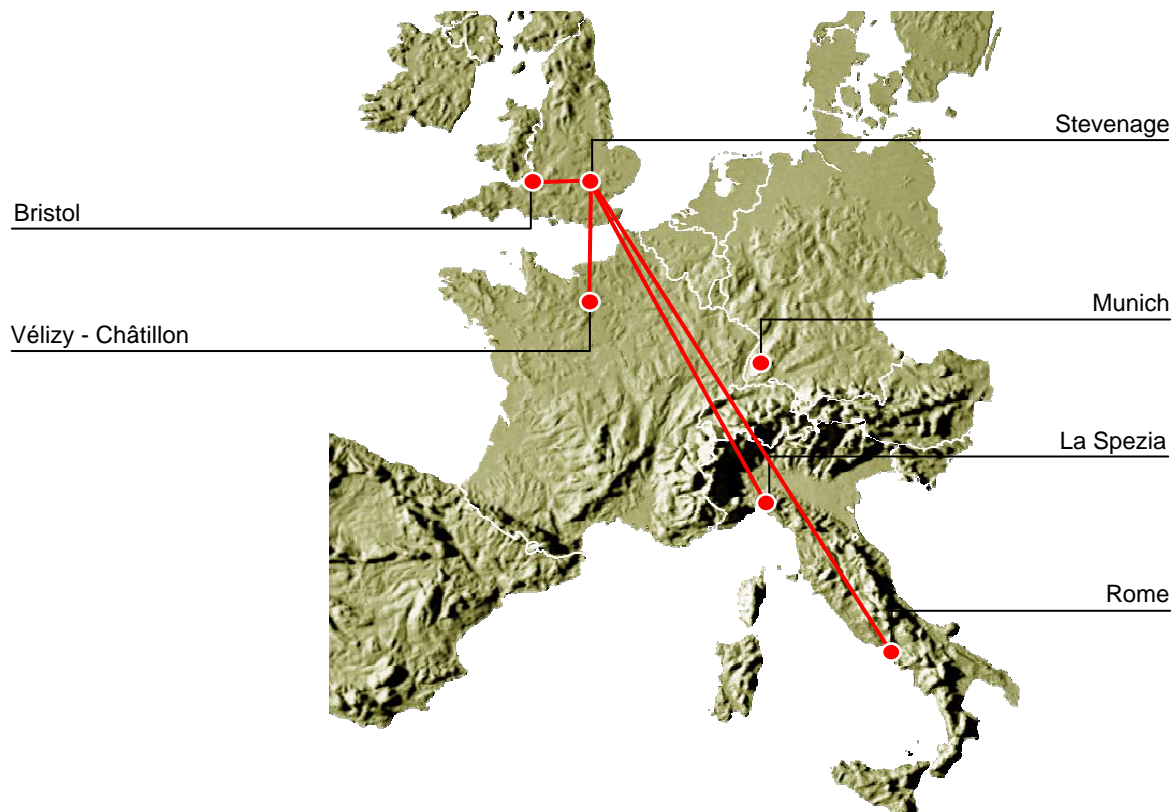 Stevenage
Bristol
Munich
Vélizy - Châtillon
La Spezia
Rome